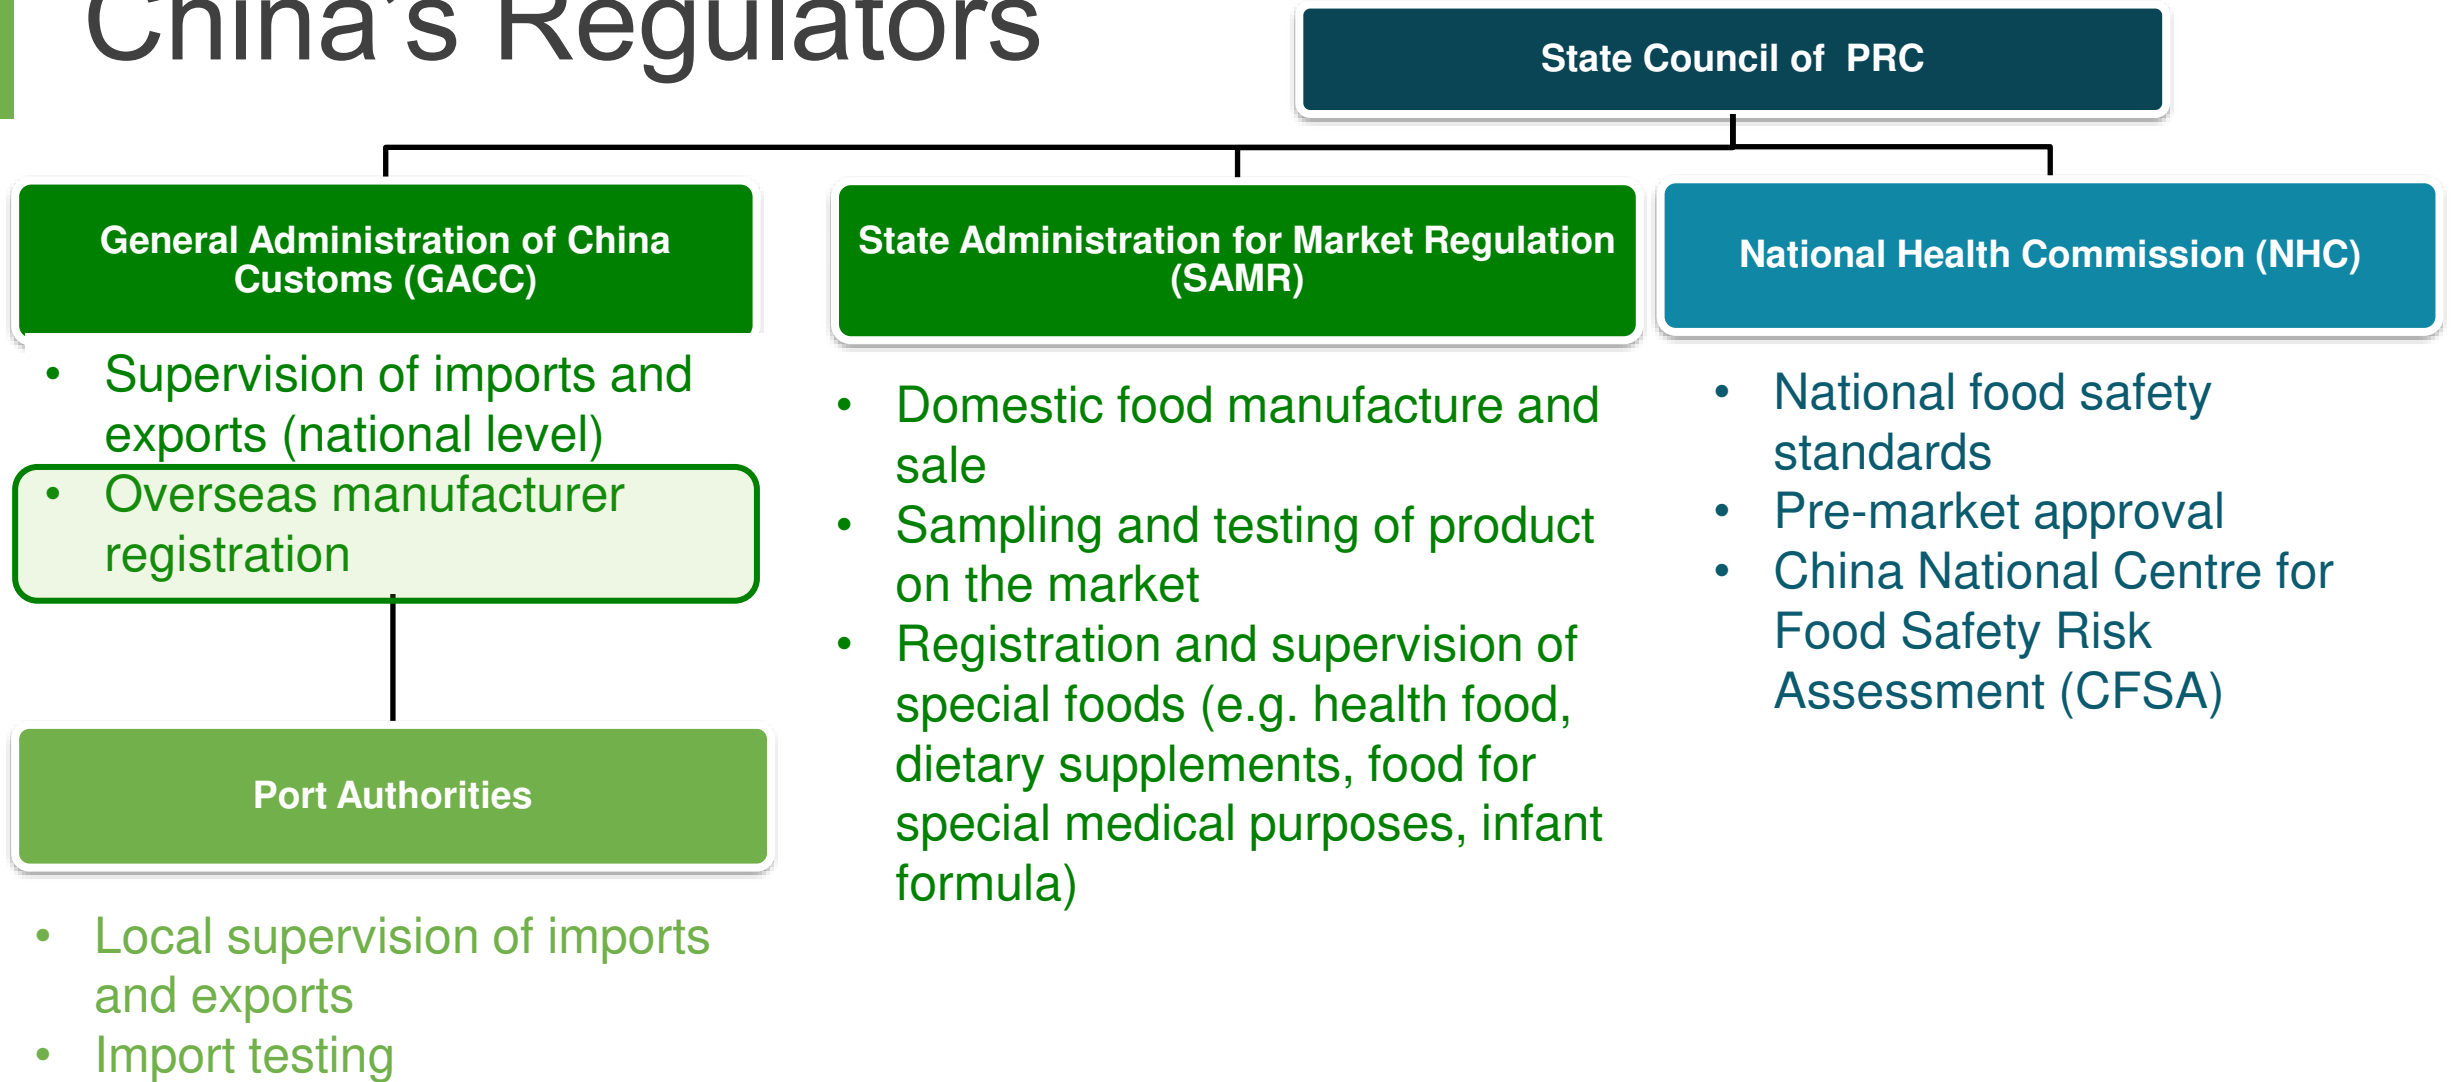 China's Regulators
State Council of PRC
General Administration of China
Customs (GACC)
• Supervision of imports and
exports (national level)
• Overseas manufacturer
registration
Port Authorities
• Local supervision of imports
and exports
• Import testing
State Administration for Market Regulation
(SAMR)
• Domestic food manufacture and
sale
• Sampling and testing of product
on the market
• Registration and supervision of
special foods (e.g. health food,
dietary supplements, food for
special medical purposes, infant
formula)
National Health Commission (NHC)
• National food safety
standards
• Pre-market approval
• China National Centre for
Food Safety Risk
Assessment (CFSA)